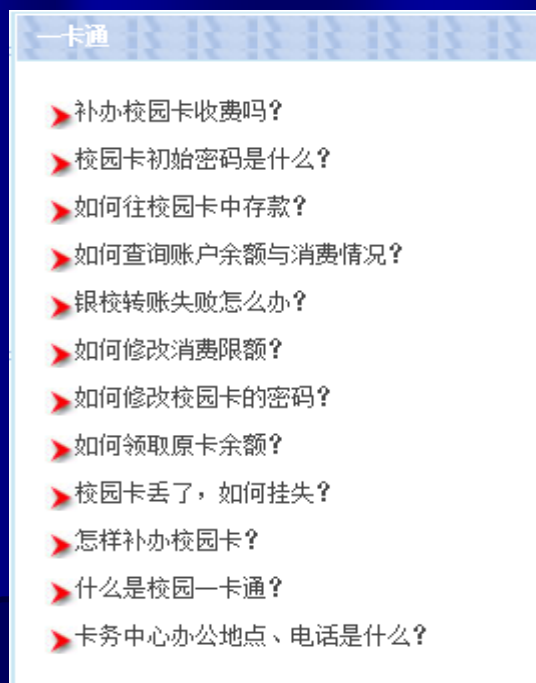 一卡通
补办校园卡收费吗？
校园卡初始密码是什么？
如何往校园卡中存款？
如何查询账户余额与消费情况？
银校转账失败怎么办？
如何修改消费限额？
如何修改校园卡的密码？
如何领取原卡余额？
校园卡丢了，如何挂失？
怎样补办校园卡？
什么是校园一卡通？
卡务中心办公地点、电话是什么？